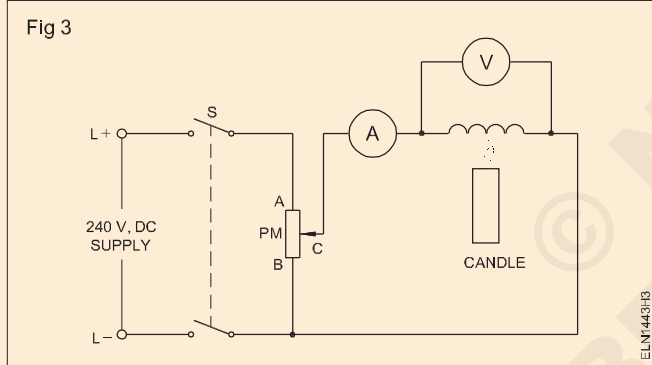 Fig 3
V
S
L+
A
A
240 V, DC
SUPPLY
PM
C
B
CANDLE
L−
ELN1443H3
©